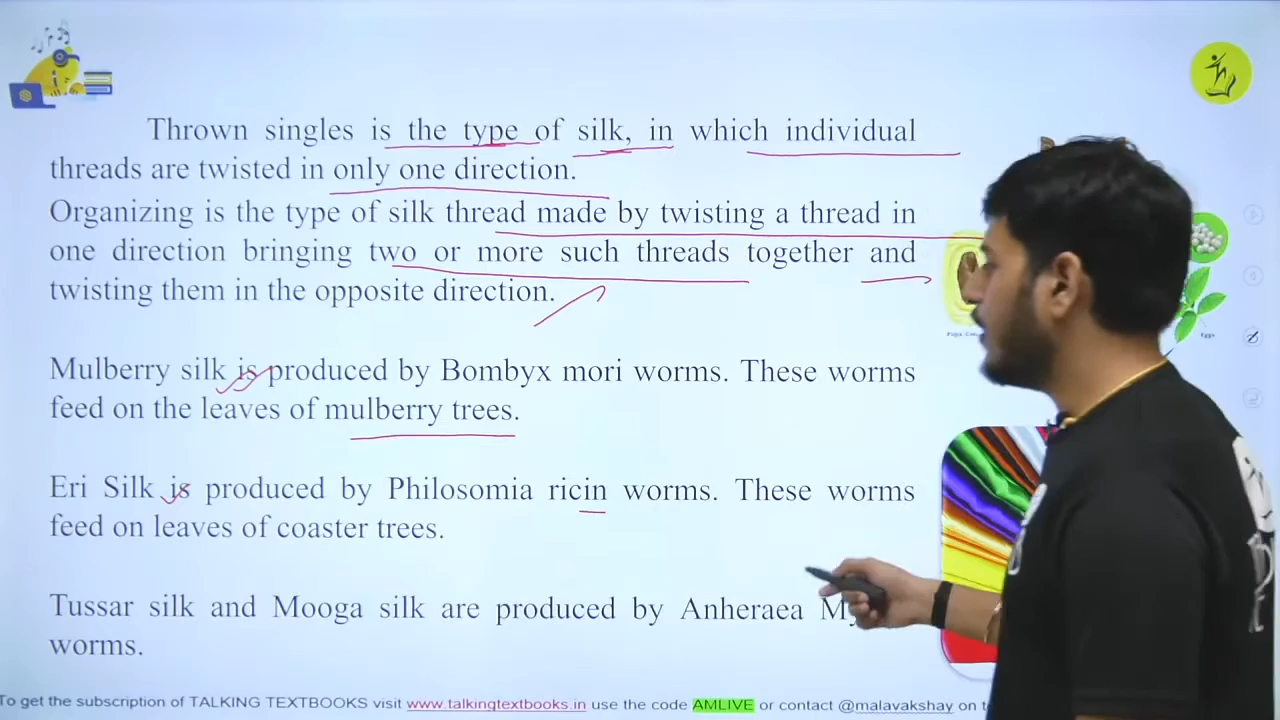 Thrown singles is the type of silk, in which individual
threads are twisted in only one direction.
Organizing is the type of silk thread made by twisting a thread in
one direction bringing two or more such threads together and
twisting them in the opposite direction.
Mulberry silk is produced by Bombyx mori worms. These worms
feed on the leaves of mulberry trees.
Eri Silk is produced by Philosomia ricin worms. These worms
feed on leaves of coaster trees.
Tussar silk and Mooga silk are produced by Anheraea
worms.
Eggs
To get the subscription of TALKING TEXTBOOKS visit www.talkingtextbooks.in use the code AMLIVE or contact @malavakshay on